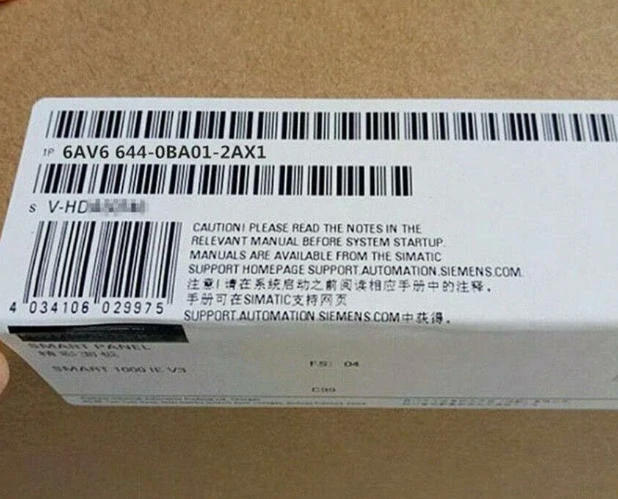 1P 6AV6 644-0BA01-2AX1
S V-HD
CAUTION! PLEASE READ THE NOTES IN THE
RELEVANT MANUAL BEFORE SYSTEM STARTUP.
MANUALS ARE AVAILABLE FROM THE SIMATIC
SUPPORT HOMEPAGE SUPPORT.AUTOMATION.SIEMENS.COM.
注意!请在系统启动之前阅读相应手册中的注释。
手册可在SIMATIC支持网页
SUPPORT.AUTOMATION.SIEMENS.COM中获得。
4 034106 029975
SMART PANEL
精彩面板
SMART 1000 IE V3
FS: 04